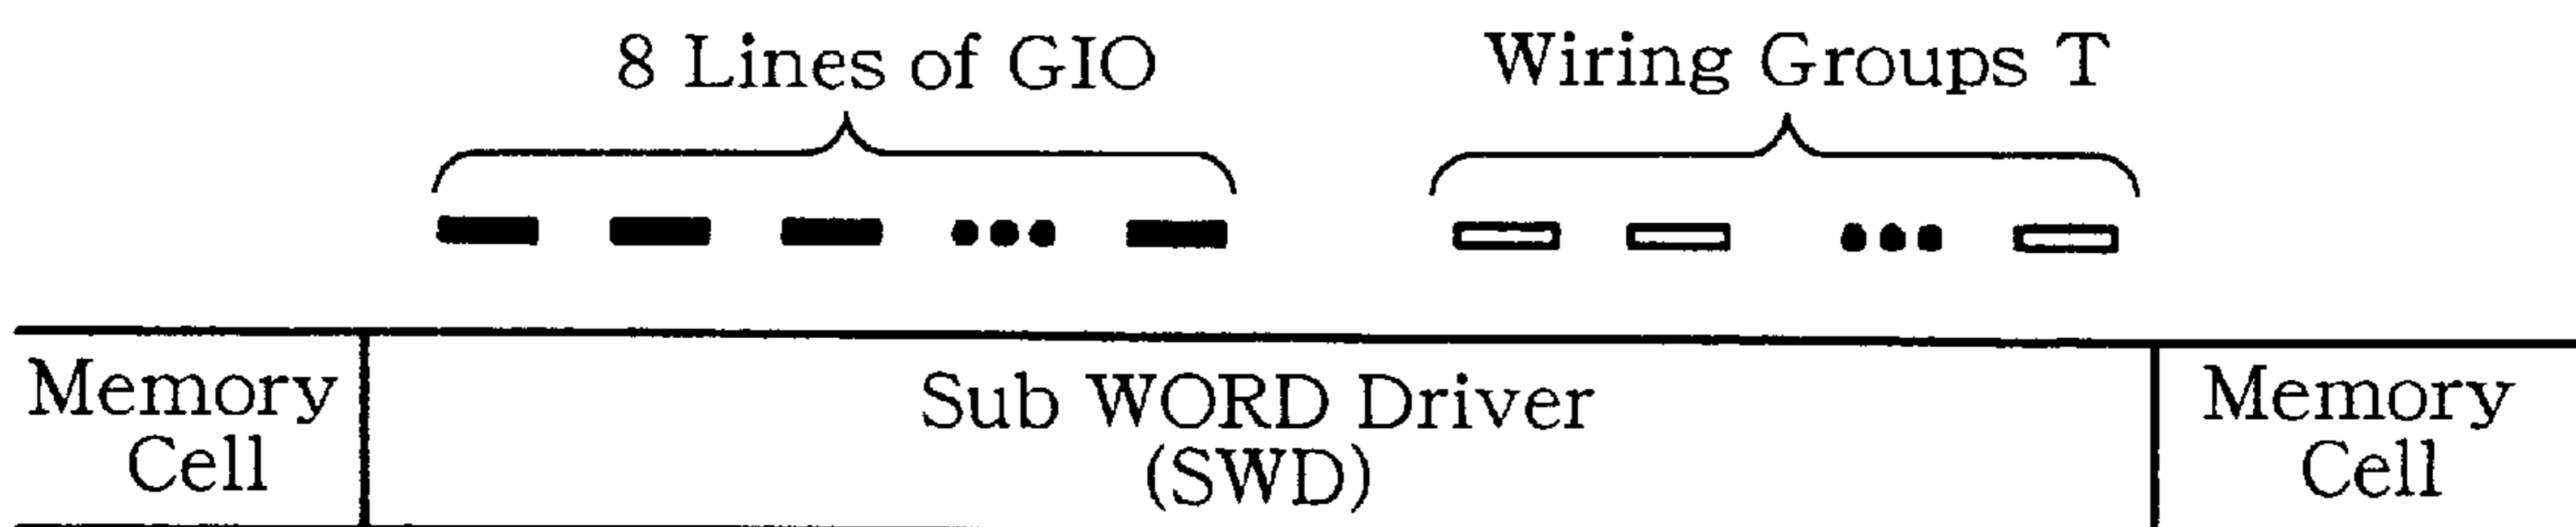 8 Lines of GIO
Wiring Groups T
Memory
Cell
Sub WORD Driver
(SWD)
Memory
Cell